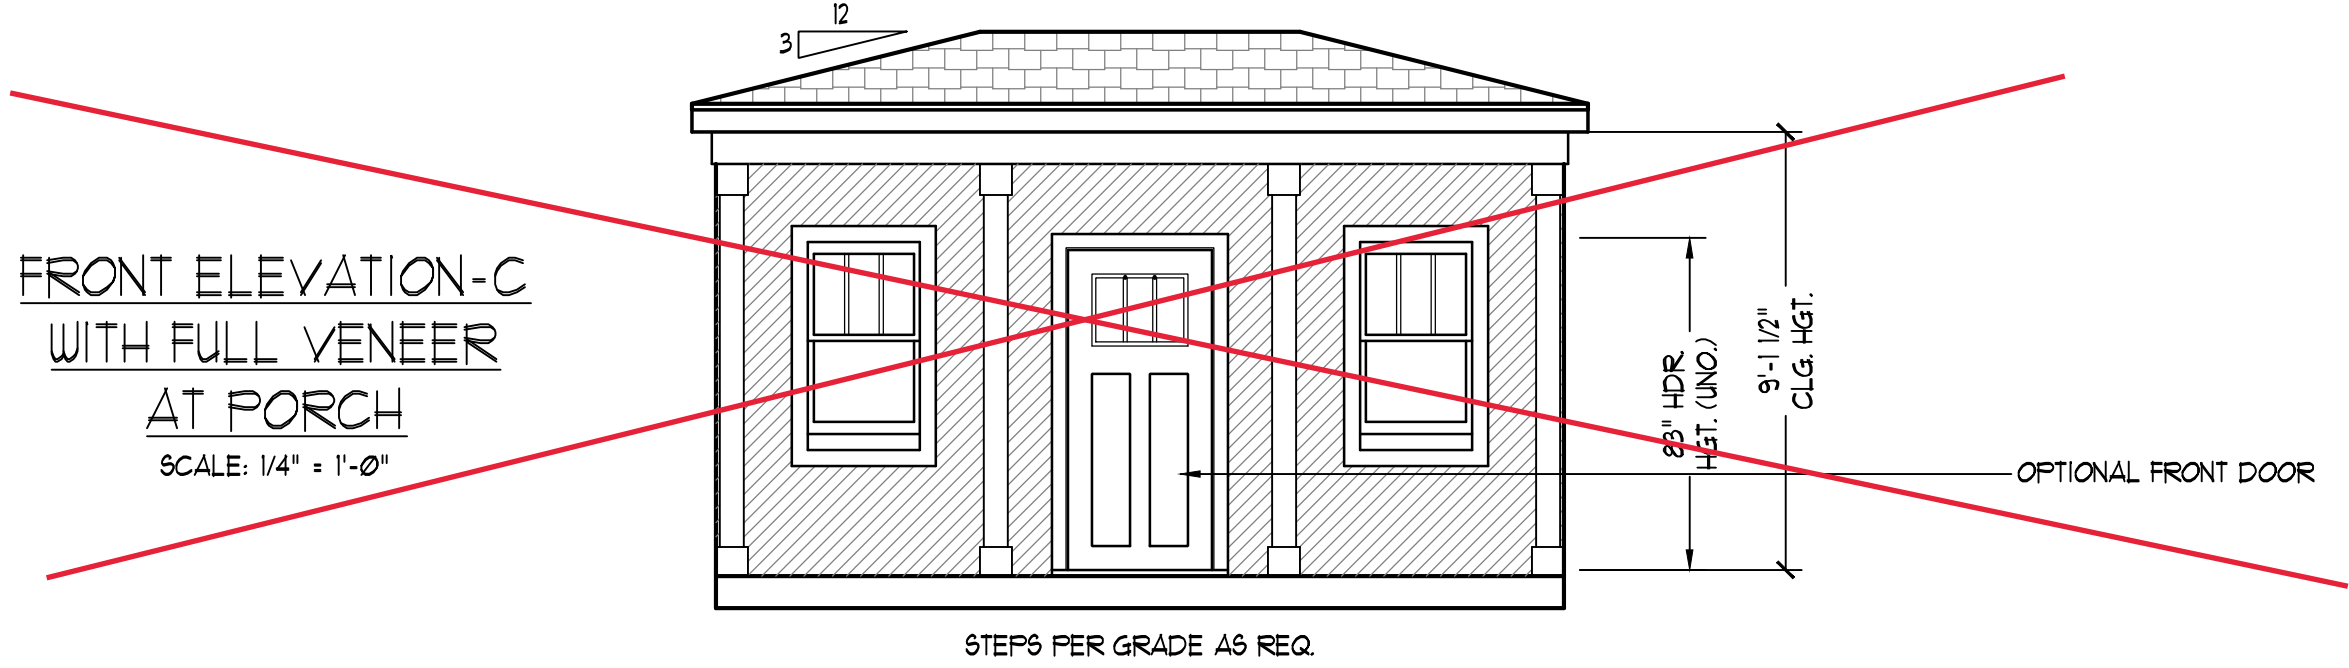 12
3
FRONT ELEVATION-C
WITH FULL VENEER
AT PORCH
SCALE: 1/4" = 1'-0"
83" HDR.
HGT. (UNO.)
9'-1 1/2"
CLG. HGT.
OPTIONAL FRONT DOOR
STEPS PER GRADE AS REQ.